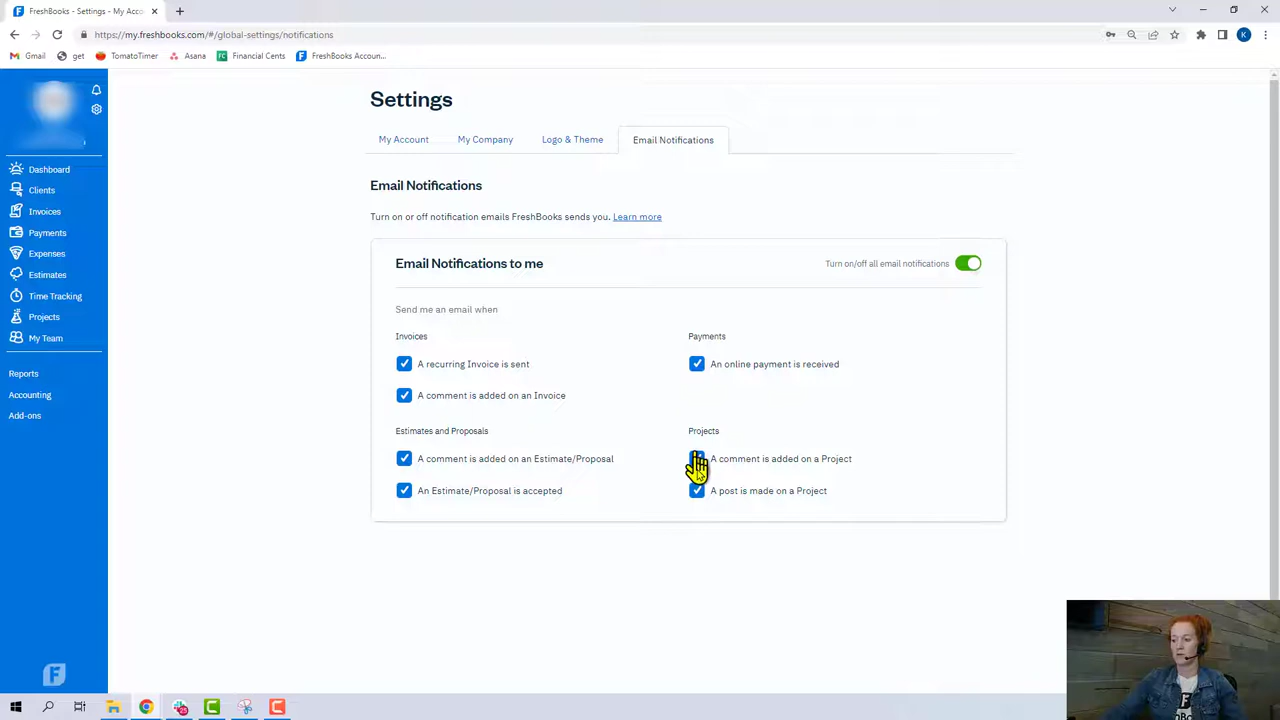 FreshBooks - Settings - My Acco
https://my.freshbooks.com/#/global-settings/notifications
K
Gmail
get
TomatoTimer
Asana
Financial Cents
FreshBooks Accoun...
Settings
My Account
My Company
Logo & Theme
Email Notifications
Dashboard
Clients
Invoices
Payments
Expenses
Estimates
Time Tracking
Projects
My Team
Reports
Accounting
Add-ons
Email Notifications
Turn on or off notification emails FreshBooks sends you. Learn more
Email Notifications to me
Turn on/off all email notifications
Send me an email when
Invoices
A recurring Invoice is sent
A comment is added on an Invoice
Payments
An online payment is received
Estimates and Proposals
A comment is added on an Estimate/Proposal
An Estimate/Proposal is accepted
Projects
A comment is added on a Project
A post is made on a Project